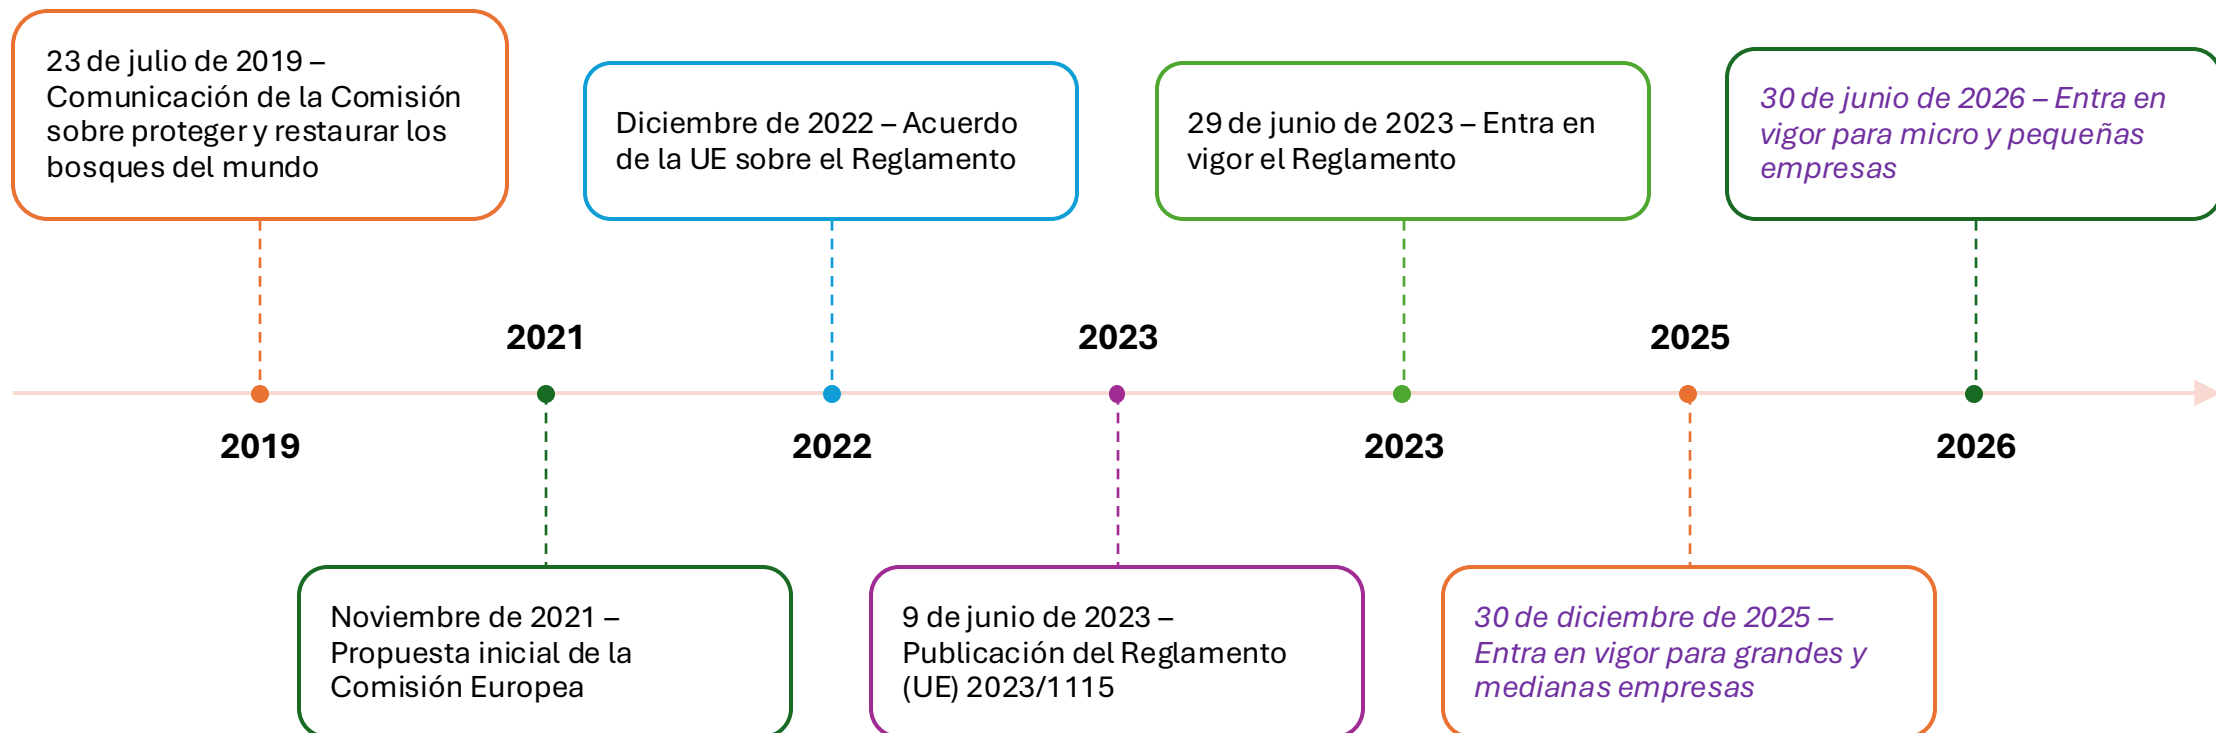 23 de julio de 2019 –
Comunicación de la Comisión
sobre proteger y restaurar los
bosques del mundo
Diciembre de 2022 – Acuerdo
de la UE sobre el Reglamento
29 de junio de 2023 – Entra en
vigor el Reglamento
30 de junio de 2026 – Entra en
vigor para micro y pequeñas
empresas
2021
2023
2025
2019
2022
2023
2026
Noviembre de 2021 –
Propuesta inicial de la
Comisión Europea
9 de junio de 2023 –
Publicación del Reglamento
(UE) 2023/1115
30 de diciembre de 2025 –
Entra en vigor para grandes y
medianas empresas